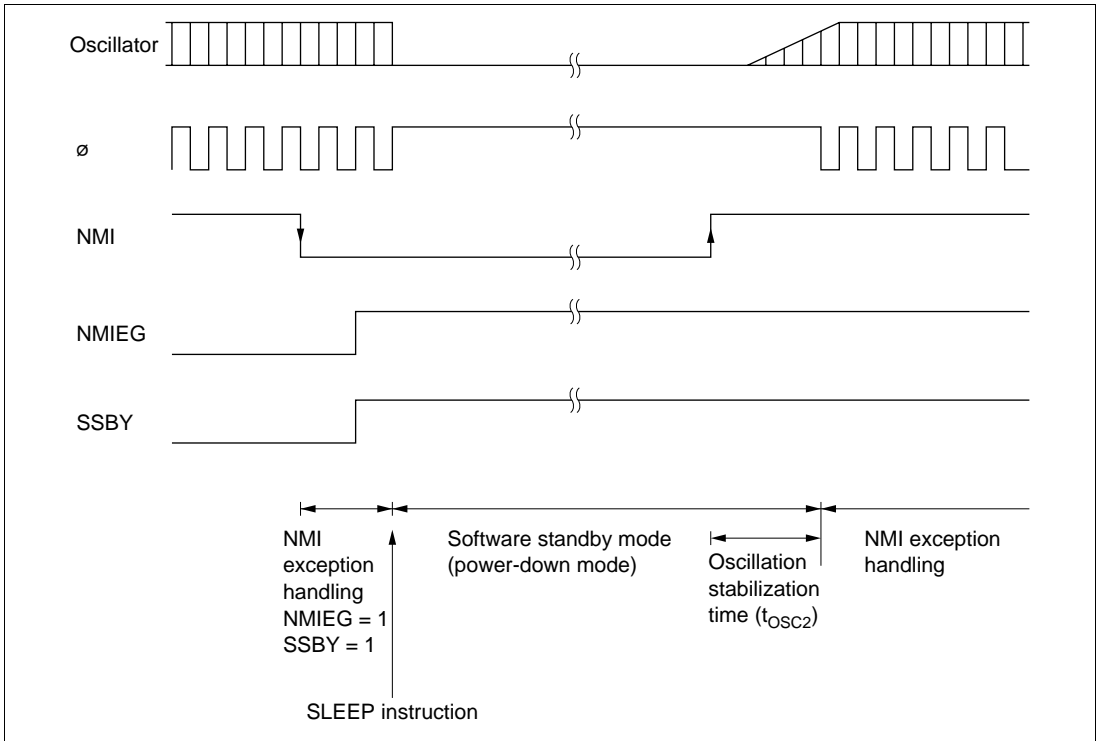 Oscillator
ø
NMI
NMIEG
SSBY
NMI
exception
handling
NMIEG = 1
SSBY = 1
Software standby mode
(power-down mode)
Oscillation
stabilization
time (tOSC2)
NMI exception
handling
SLEEP instruction